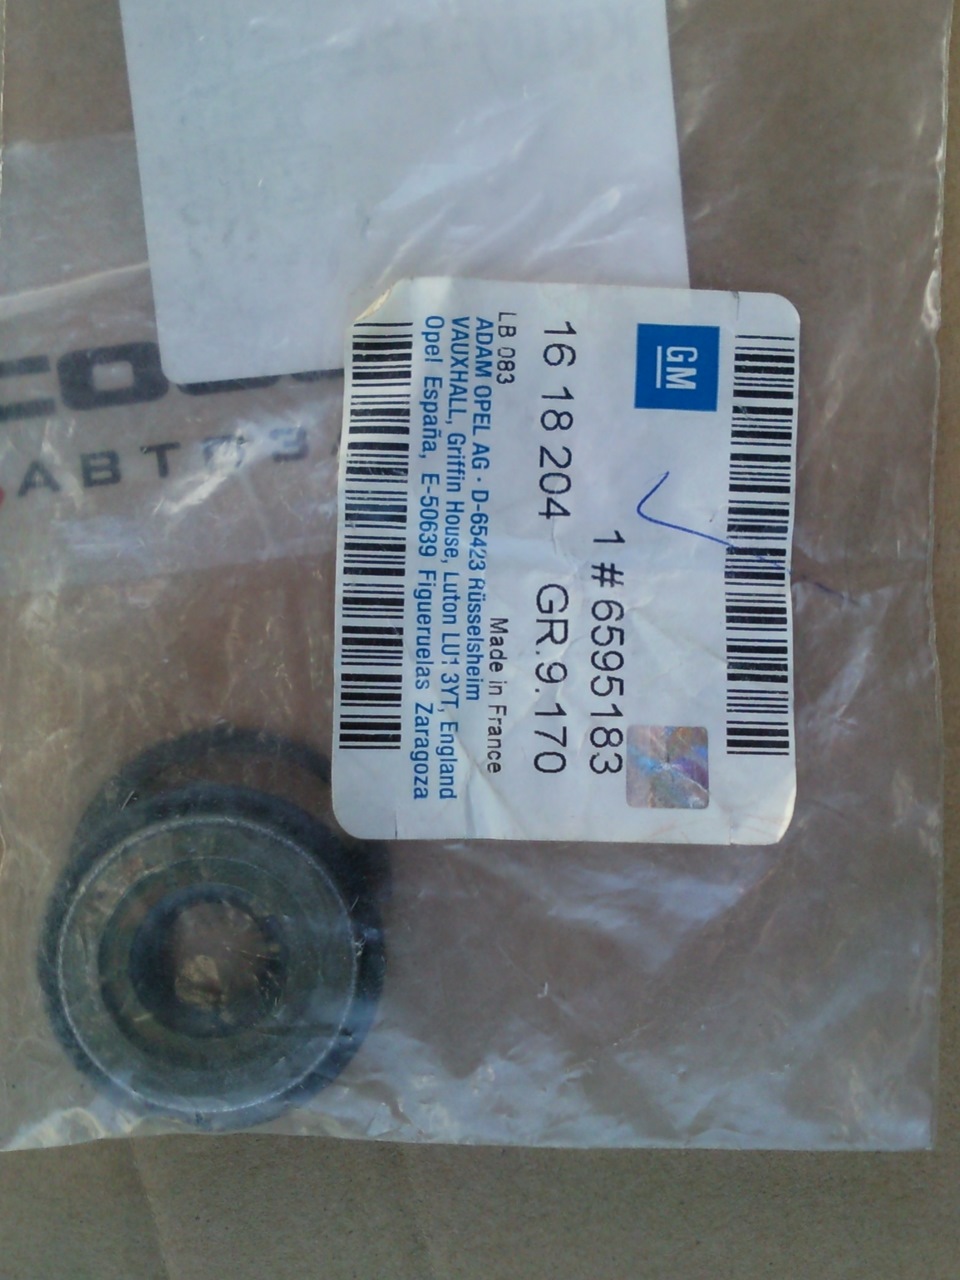 GM
1 #6595183
16 18 204 GR.9.170
LB 083 Made in France
ADAM OPEL AG · D-65423 Rüsselsheim
VAUXHALL, Griffin House, Luton LU1 3YT, England
Opel España, E-50639 Figueruelas Zaragoza